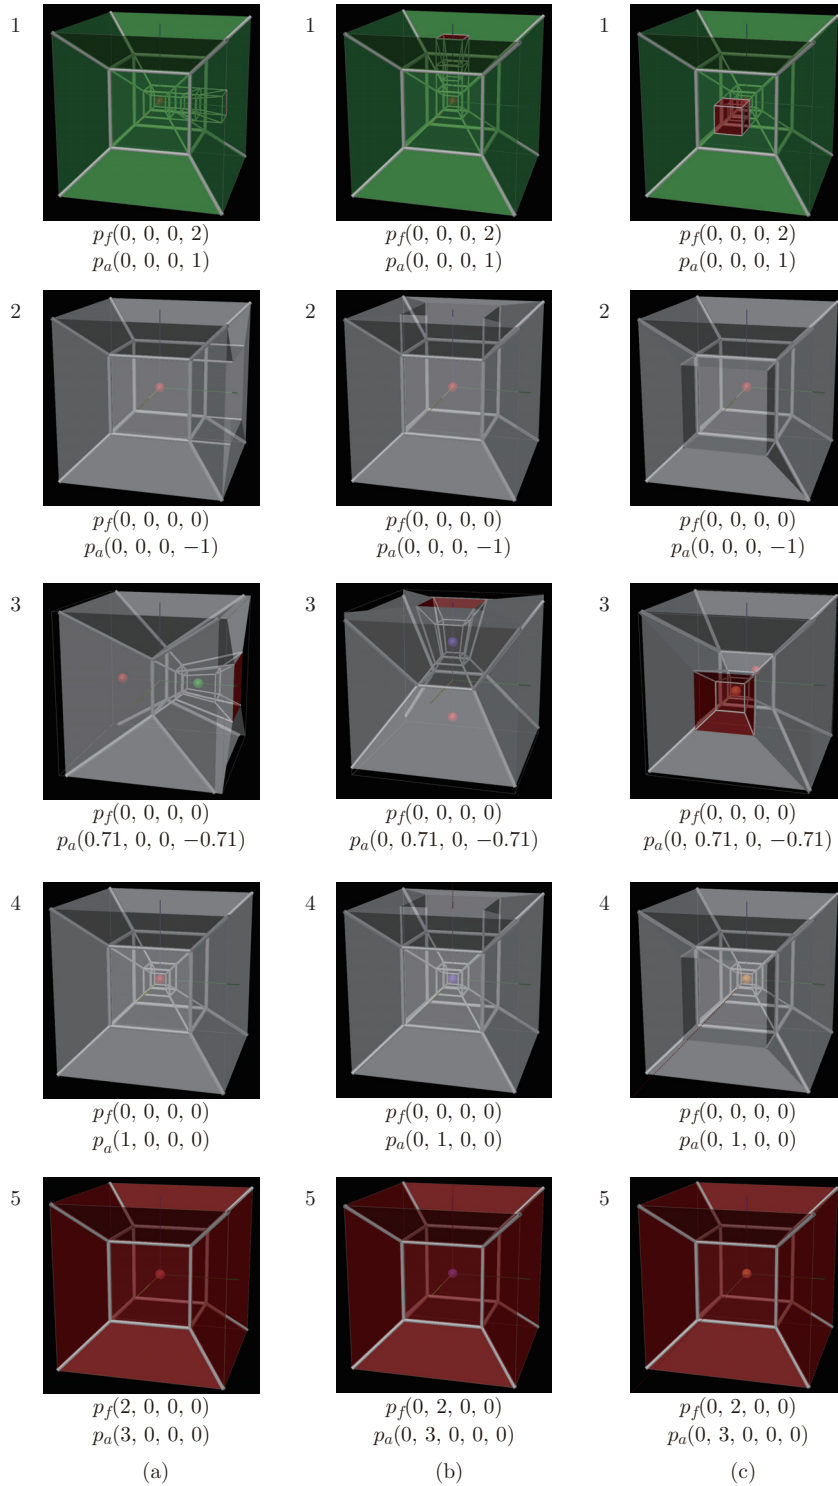 1 1 1
p_f(0, 0, 0, 2) p_f(0, 0, 0, 2) p_f(0, 0, 0, 2)
p_a(0, 0, 0, 1) p_a(0, 0, 0, 1) p_a(0, 0, 0, 1)
2 2 2
p_f(0, 0, 0, 0) p_f(0, 0, 0, 0) p_f(0, 0, 0, 0)
p_a(0, 0, 0, −1) p_a(0, 0, 0, −1) p_a(0, 0, 0, −1)
3 3 3
p_f(0, 0, 0, 0) p_f(0, 0, 0, 0) p_f(0, 0, 0, 0)
p_a(0.71, 0, 0, −0.71) p_a(0, 0.71, 0, −0.71) p_a(0, 0.71, 0, −0.71)
4 4 4
p_f(0, 0, 0, 0) p_f(0, 0, 0, 0) p_f(0, 0, 0, 0)
p_a(1, 0, 0, 0) p_a(0, 1, 0, 0) p_a(0, 1, 0, 0)
5 5 5
p_f(2, 0, 0, 0) p_f(0, 2, 0, 0) p_f(0, 2, 0, 0)
p_a(3, 0, 0, 0) p_a(0, 3, 0, 0, 0) p_a(0, 3, 0, 0, 0)
(a) (b) (c)